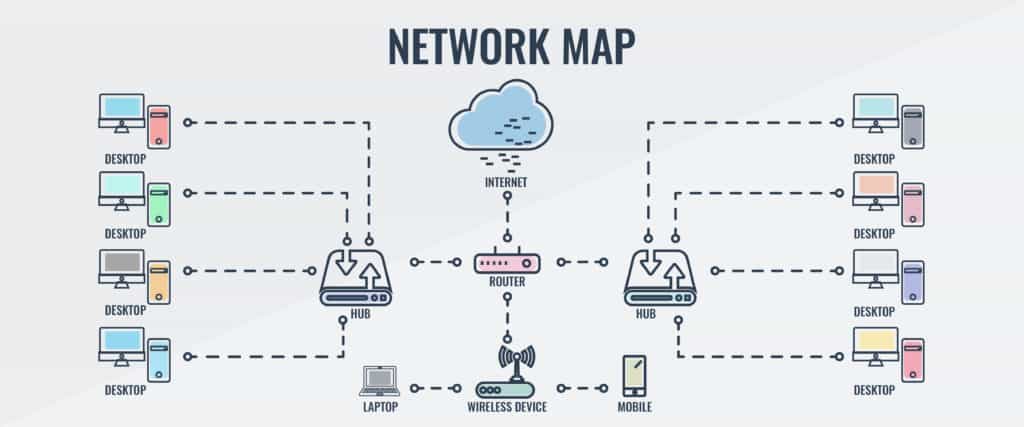 NETWORK MAP
DESKTOP
DESKTOP
DESKTOP
DESKTOP
INTERNET
ROUTER
HUB
HUB
LAPTOP
WIRELESS DEVICE
MOBILE
DESKTOP
DESKTOP
DESKTOP
DESKTOP